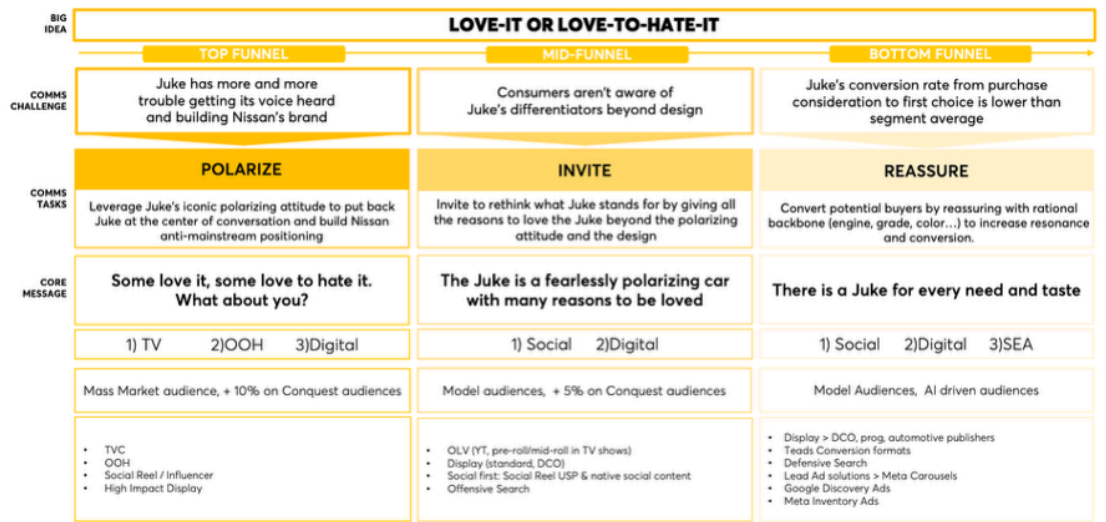 BIG
IDEA
LOVE-IT OR LOVE-TO-HATE-IT
TOP FUNNEL
MID-FUNNEL
BOTTOM FUNNEL
COMMS
CHALLENGE
Juke has more and more
trouble getting its voice heard
and building Nissan's brand
Consumers aren't aware of
Juke's differentiators beyond design
Juke's conversion rate from purchase
consideration to first choice is lower than
segment average
COMMS
TASKS
POLARIZE
Leverage Juke's iconic polarizing attitude to put back
Juke at the center of conversation and build Nissan
anti-mainstream positioning
INVITE
Invite to rethink what Juke stands for by giving all
the reasons to love the Juke beyond the polarizing
attitude and the design
REASSURE
Convert potential buyers by reassuring with rational
backbone (engine, grade, color...) to increase resonance
and conversion.
CORE
MESSAGE
Some love it, some love to hate it.
What about you?
The Juke is a fearlessly polarizing car
with many reasons to be loved
There is a Juke for every need and taste
1) TV 2)OOH 3)Digital
1) Social 2)Digital
1) Social 2)Digital 3)SEA
Mass Market audience, + 10% on Conquest audiences
Model audiences, + 5% on Conquest audiences
Model Audiences, AI driven audiences
• TVC
• OOH
• Social Reel / Influencer
• High Impact Display
• OLV (YT, pre-roll/mid-roll in TV shows)
• Display (standard, DCO)
• Social first: Social Reel USP & native social content
• Offensive Search
• Display > DCO, prog, automotive publishers
• Teads Conversion formats
• Defensive Search
• Lead Ad solutions > Meta Carousels
• Google Discovery Ads
• Meta Inventory Ads